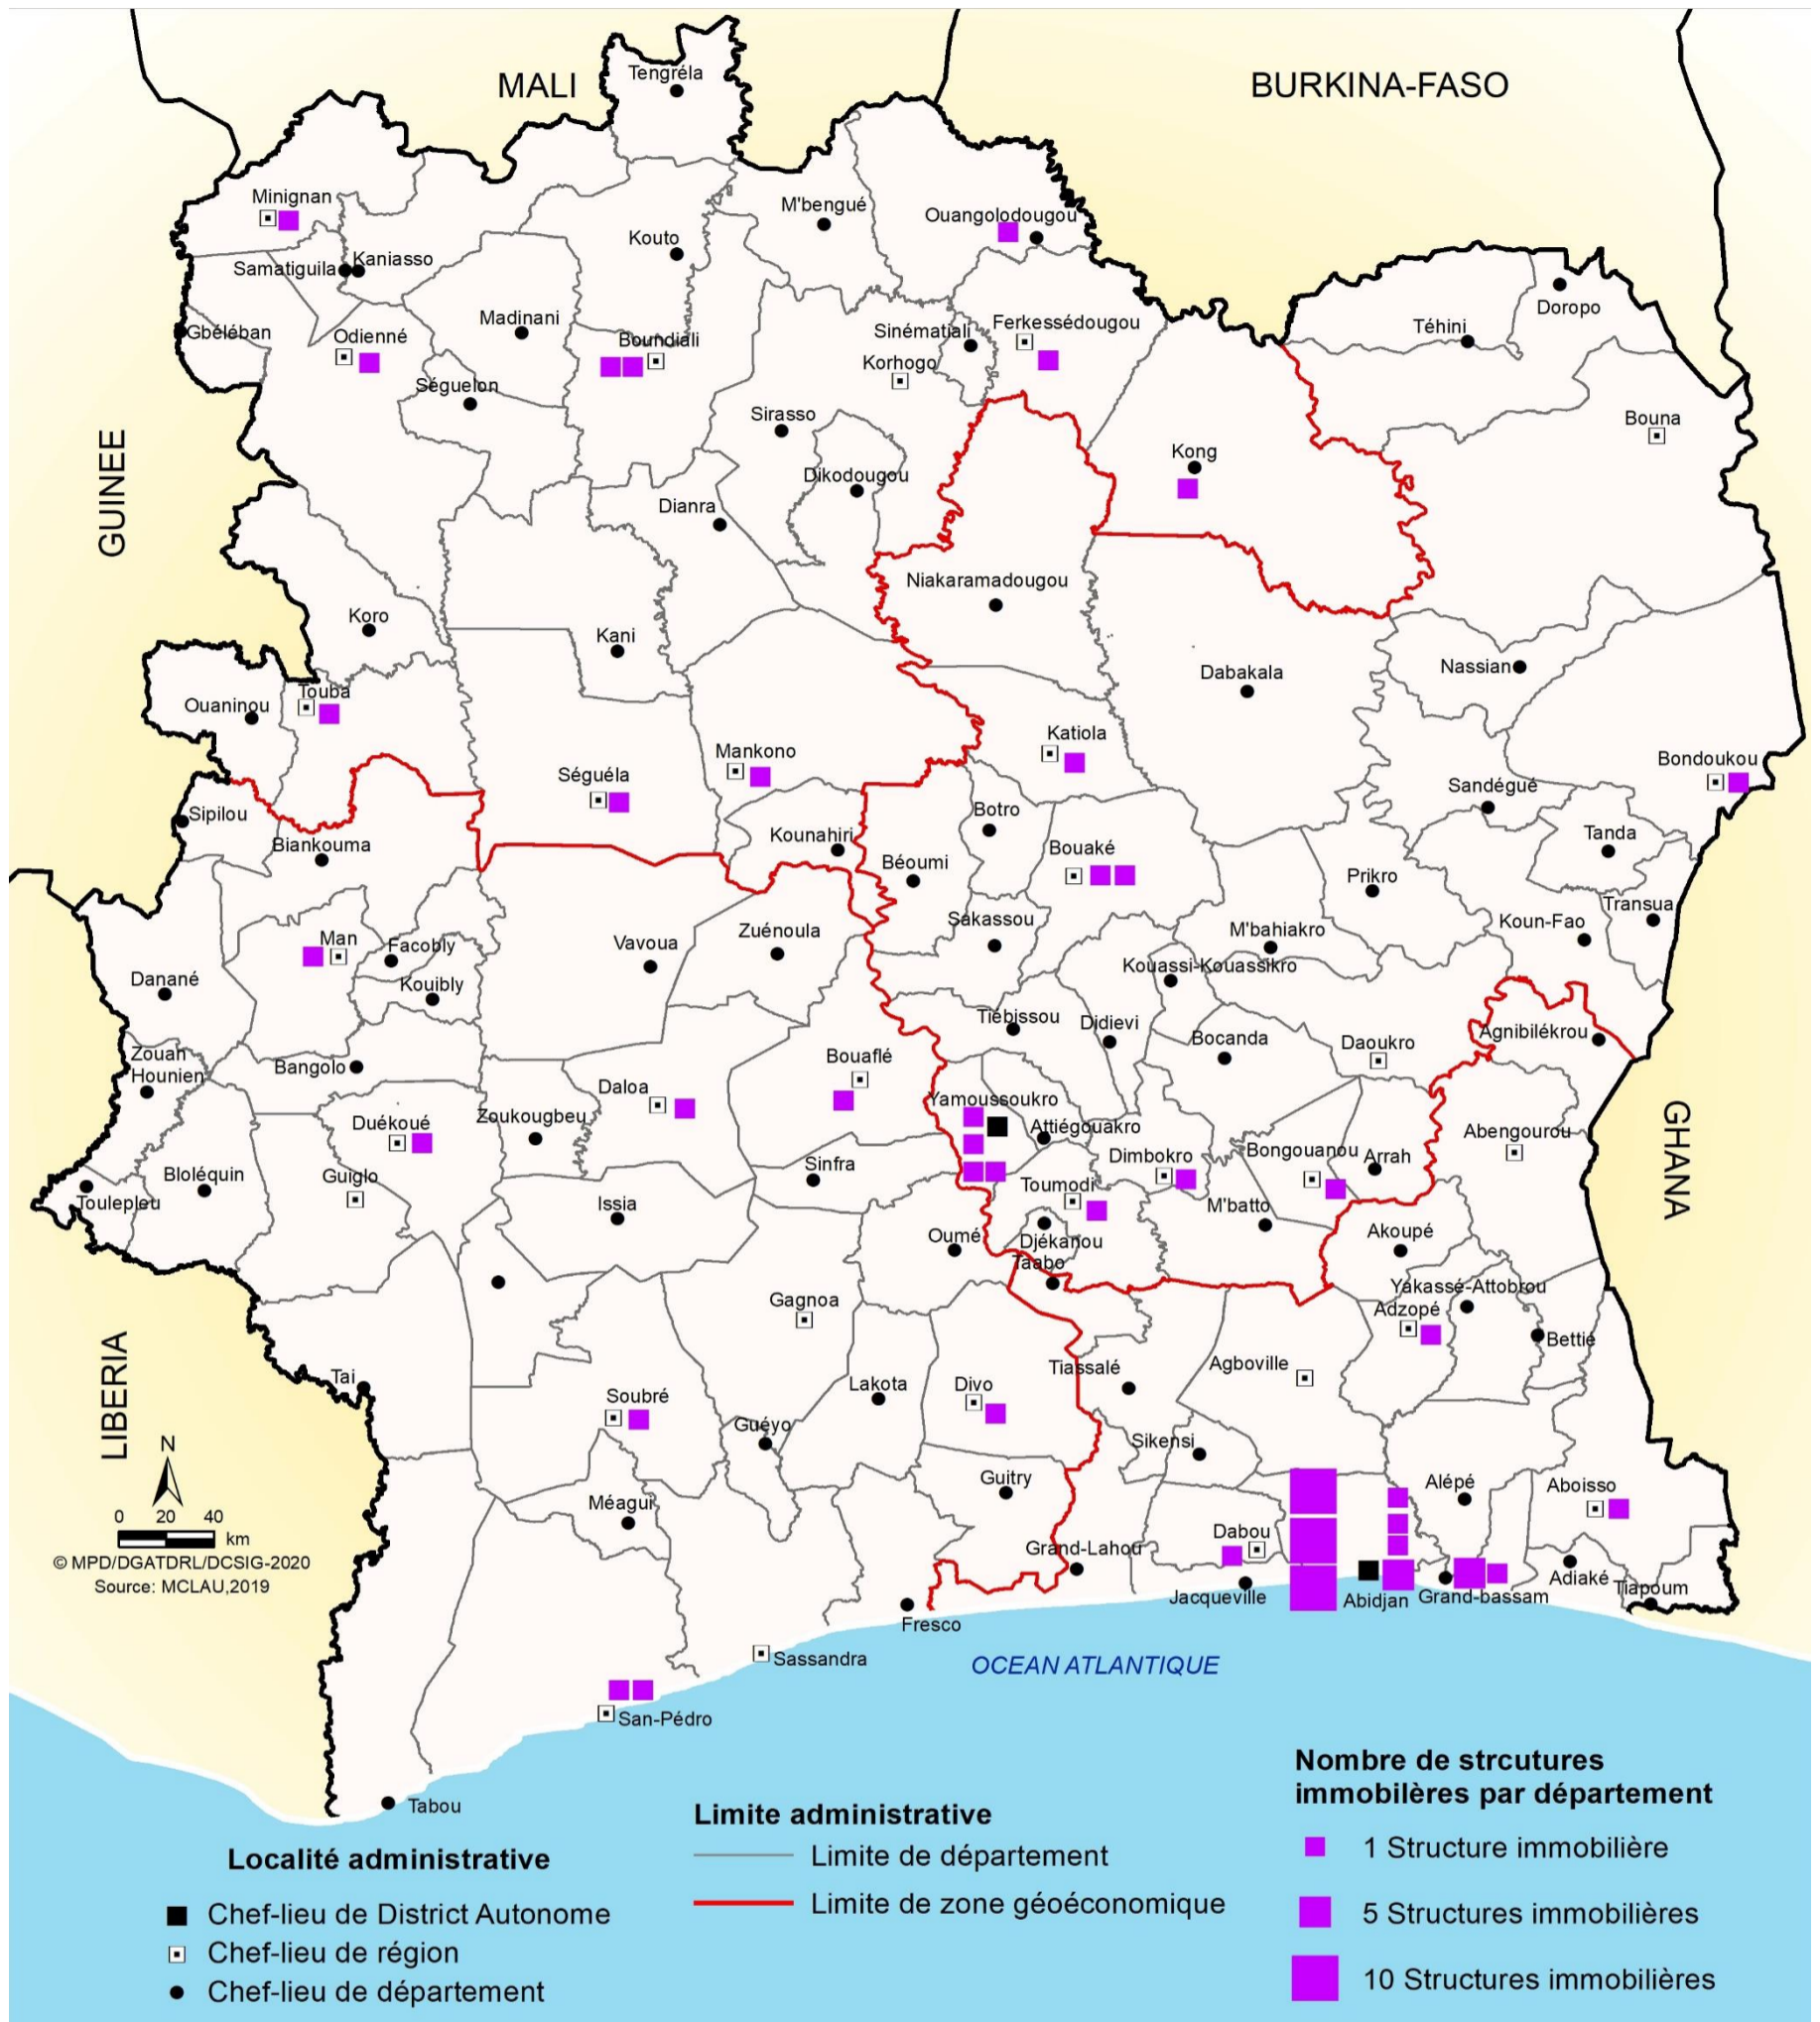 MALI
BURKINA-FASO
Tengréla
Minignan
M'bengué
Ouangolodougou
Kouto
Samatiguila
Kaniasso
Doropo
Gbéléban
Odienné
Madinani
Boundiali
Sinématiali
Ferkessédougou
Téhini
Korhogo
Séguelon
Sirasso
Bouna
GUINEE
Kong
Dikodougou
Dianra
Niakaramadougou
Koro
Kani
Nassian
Dabakala
Touba
Ouaninou
Katiola
Mankono
Bondoukou
Séguéla
Sandégué
Sipilou
Botro
Tanda
Biankouma
Kounahiri
Béoumi
Bouaké
Prikro
Transua
Sakassou
Koun-Fao
Man
Facobly
Vavoua
Zuénoula
M'bahiakro
Danané
Kouibly
Kouassi-Kouassikro
Tiébissou
Didievi
Bocanda
Daoukro
Agnibilékrou
Zouan
Hounien
Bangolo
Bouaflé
Daloa
Yamoussoukro
Duékoué
Zoukougbeu
Attiégouakro
Abengourou
GHANA
Dimbokro
Bongouanou
Arrah
Toulepleu
Bloléquin
Guiglo
Sinfra
Toumodi
Issia
M'batto
Oumé
Djékanou
Akoupé
Taabo
Gagnoa
Yakassé-Attobrou
Adzopé
Bettié
LIBERIA
Tai
Soubré
Lakota
Divo
Tiassalé
Agboville
Guéyo
Sikensi
N
Guitry
Alépé
Aboisso
Méagui
0 20 40
km
Dabou
Grand-Lahou
© MPD/DGATDRL/DCSIG-2020
Source: MCLAU,2019
Jacqueville
Abidjan
Grand-bassam
Adiaké
Tiapoum
Fresco
Sassandra
OCEAN ATLANTIQUE
San-Pédro
Tabou
Localité administrative
Chef-lieu de District Autonome
Chef-lieu de région
Chef-lieu de département
Limite administrative
Limite de département
Limite de zone géoéconomique
Nombre de strcutures
immobilères par département
1 Structure immobilière
5 Structures immobilières
10 Structures immobilières